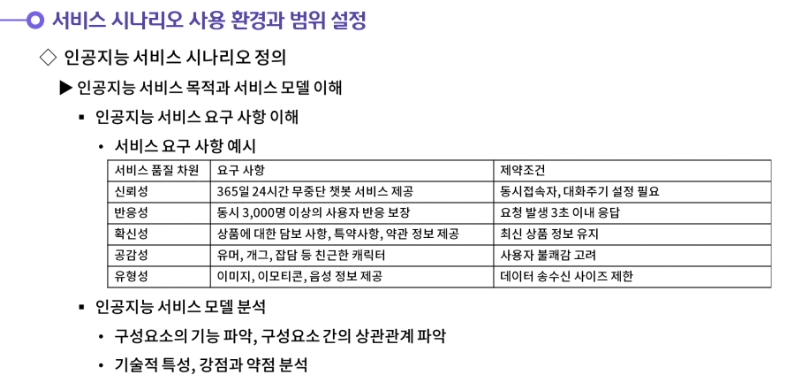 서비스 시나리오 사용 환경과 범위 설정
◇ 인공지능 서비스 시나리오 정의
▶ 인공지능 서비스 목적과 서비스 모델 이해
▪ 인공지능 서비스 요구 사항 이해
• 서비스 요구 사항 예시
서비스 품질 차원 요구 사항 제약조건
신뢰성 365일 24시간 무중단 챗봇 서비스 제공 동시접속자, 대화주기 설정 필요
반응성 동시 3,000명 이상의 사용자 반응 보장 요청 발생 3초 이내 응답
확신성 상품에 대한 담보 사항, 특약사항, 약관 정보 제공 최신 상품 정보 유지
공감성 유머, 개그, 잡담 등 친근한 캐릭터 사용자 불쾌감 고려
유형성 이미지, 이모티콘, 음성 정보 제공 데이터 송수신 사이즈 제한
▪ 인공지능 서비스 모델 분석
• 구성요소의 기능 파악, 구성요소 간의 상관관계 파악
• 기술적 특성, 강점과 약점 분석